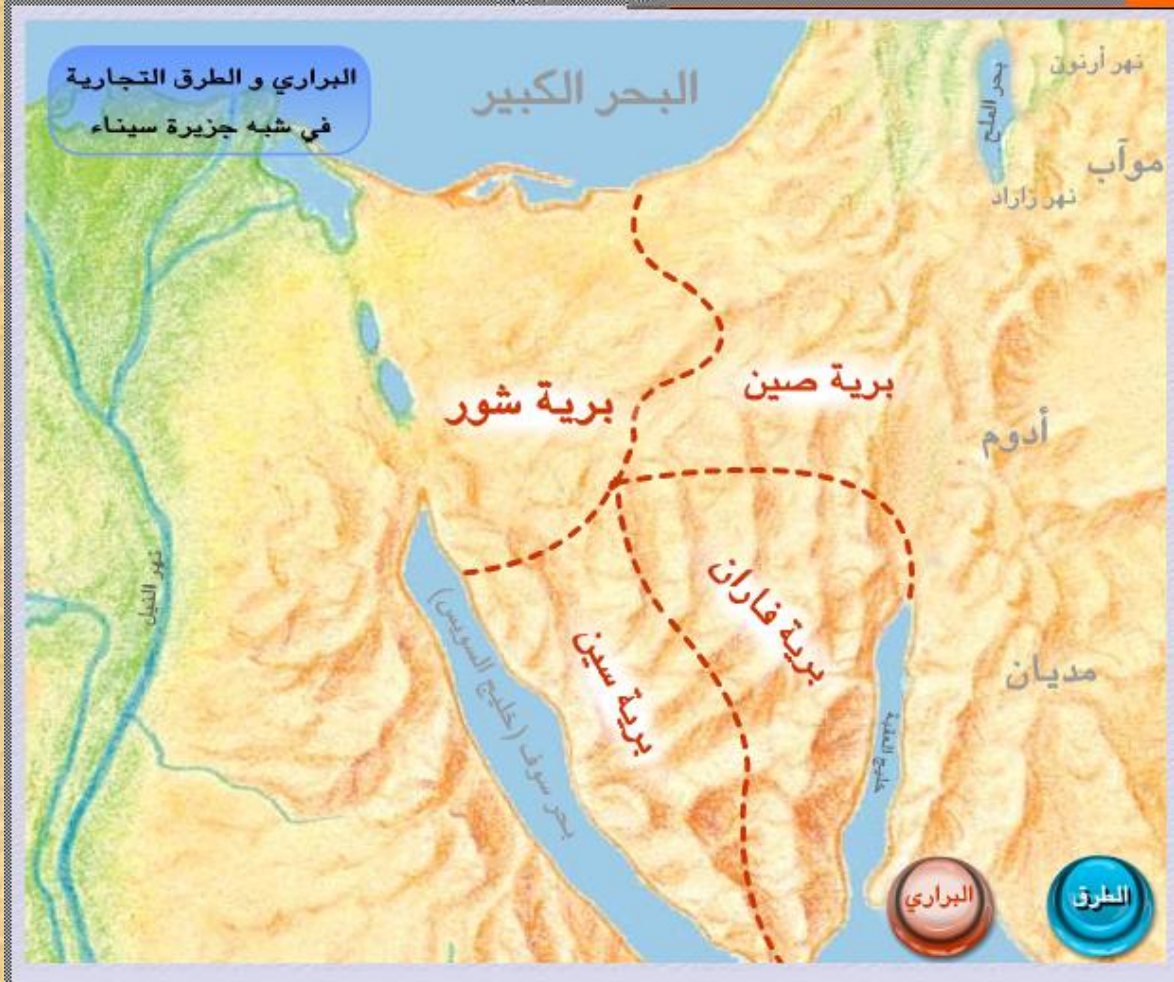 البراري و الطرق التجارية
في شبه جزيرة سيناء
البحر الكبير
نهر أرنون
بحر الملح
موآب
نهر زاراد
برية صين
برية شور
أدوم
نهر النيل
برية فاران
برية سين
بحر سوف (خليج السويس)
مديان
خليج العقبة
البراري
الطرق